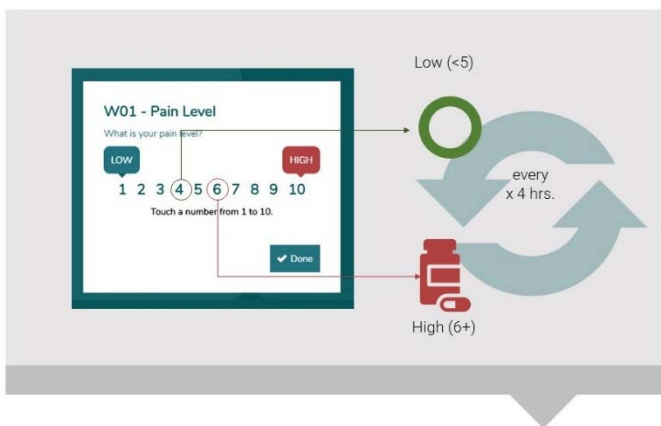 Low (<5)
W01 - Pain Level
What is your pain level?
LOW
HIGH
1 2 3 4 5 6 7 8 9 10
Touch a number from 1 to 10.
✔ Done
every
x 4 hrs.
High (6+)